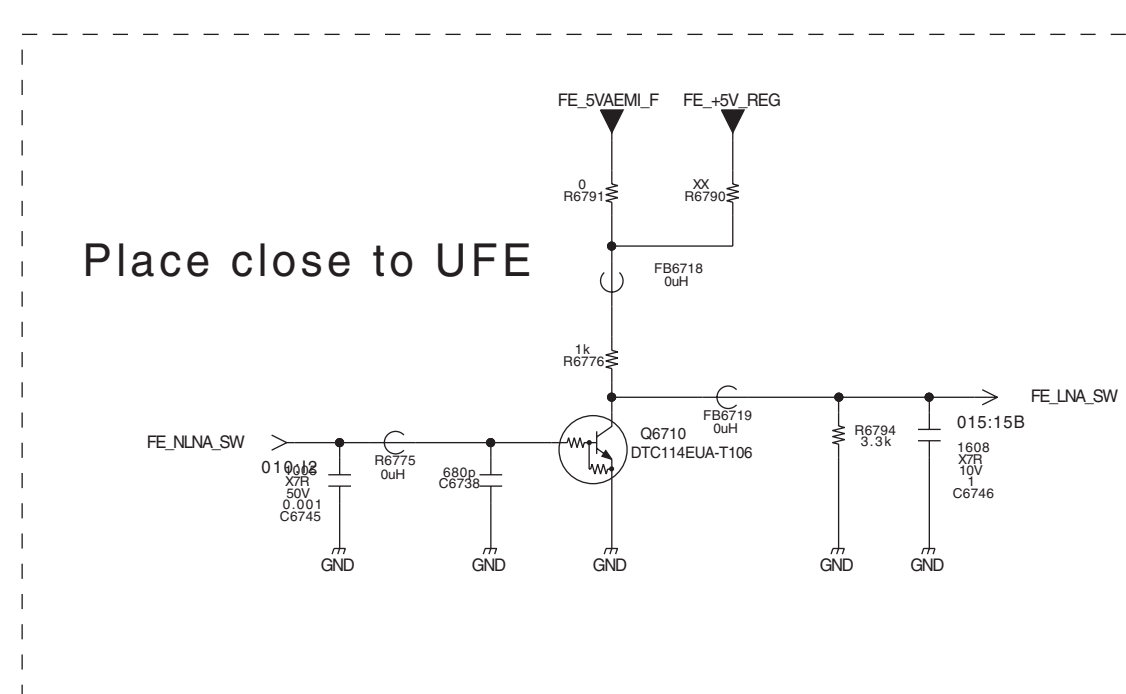 FE_5VAEMI_F FE_+5V_REG
0
R6791
XX
R6790
Place close to UFE
FB6718
0uH
1k
R6776
FE_LNA_SW
FB6719
0uH
015:15B
FE_NLNA_SW
Q6710
DTC114EUA-T106
R6794
3.3k
R6775
0uH
680p
C6738
1608
X7R
10V
1
C6746
X7R
50V
0.001
C6745
GND GND GND GND GND